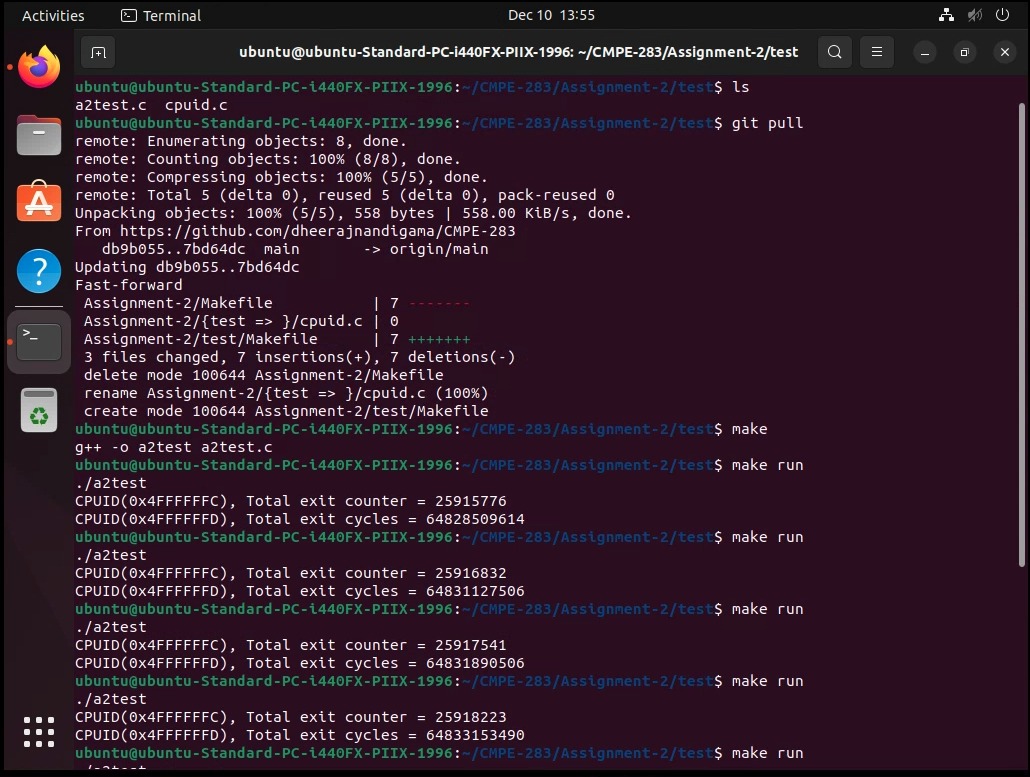 Activities
Terminal
Dec 10 13:55
ubuntu@ubuntu-Standard-PC-i440FX-PIIX-1996: ~/CMPE-283/Assignment-2/test
ubuntu@ubuntu-Standard-PC-i440FX-PIIX-1996:~/CMPE-283/Assignment-2/test$ ls
a2test.c  cpuid.c
ubuntu@ubuntu-Standard-PC-i440FX-PIIX-1996:~/CMPE-283/Assignment-2/test$ git pull
remote: Enumerating objects: 8, done.
remote: Counting objects: 100% (8/8), done.
remote: Compressing objects: 100% (5/5), done.
remote: Total 5 (delta 0), reused 5 (delta 0), pack-reused 0
Unpacking objects: 100% (5/5), 558 bytes | 558.00 KiB/s, done.
From https://github.com/dheerajnandigama/CMPE-283
   db9b055..7bd64dc  main       -> origin/main
Updating db9b055..7bd64dc
Fast-forward
 Assignment-2/Makefile           | 7 -------
 Assignment-2/{test => }/cpuid.c | 0
 Assignment-2/test/Makefile      | 7 +++++++
 3 files changed, 7 insertions(+), 7 deletions(-)
 delete mode 100644 Assignment-2/Makefile
 rename Assignment-2/{test => }/cpuid.c (100%)
 create mode 100644 Assignment-2/test/Makefile
ubuntu@ubuntu-Standard-PC-i440FX-PIIX-1996:~/CMPE-283/Assignment-2/test$ make
g++ -o a2test a2test.c
ubuntu@ubuntu-Standard-PC-i440FX-PIIX-1996:~/CMPE-283/Assignment-2/test$ make run
./a2test
CPUID(0x4FFFFFFC), Total exit counter = 25915776
CPUID(0x4FFFFFFD), Total exit cycles = 64828509614
ubuntu@ubuntu-Standard-PC-i440FX-PIIX-1996:~/CMPE-283/Assignment-2/test$ make run
./a2test
CPUID(0x4FFFFFFC), Total exit counter = 25916832
CPUID(0x4FFFFFFD), Total exit cycles = 64831127506
ubuntu@ubuntu-Standard-PC-i440FX-PIIX-1996:~/CMPE-283/Assignment-2/test$ make run
./a2test
CPUID(0x4FFFFFFC), Total exit counter = 25917541
CPUID(0x4FFFFFFD), Total exit cycles = 64831890506
ubuntu@ubuntu-Standard-PC-i440FX-PIIX-1996:~/CMPE-283/Assignment-2/test$ make run
./a2test
CPUID(0x4FFFFFFC), Total exit counter = 25918223
CPUID(0x4FFFFFFD), Total exit cycles = 64833153490
ubuntu@ubuntu-Standard-PC-i440FX-PIIX-1996:~/CMPE-283/Assignment-2/test$ make run